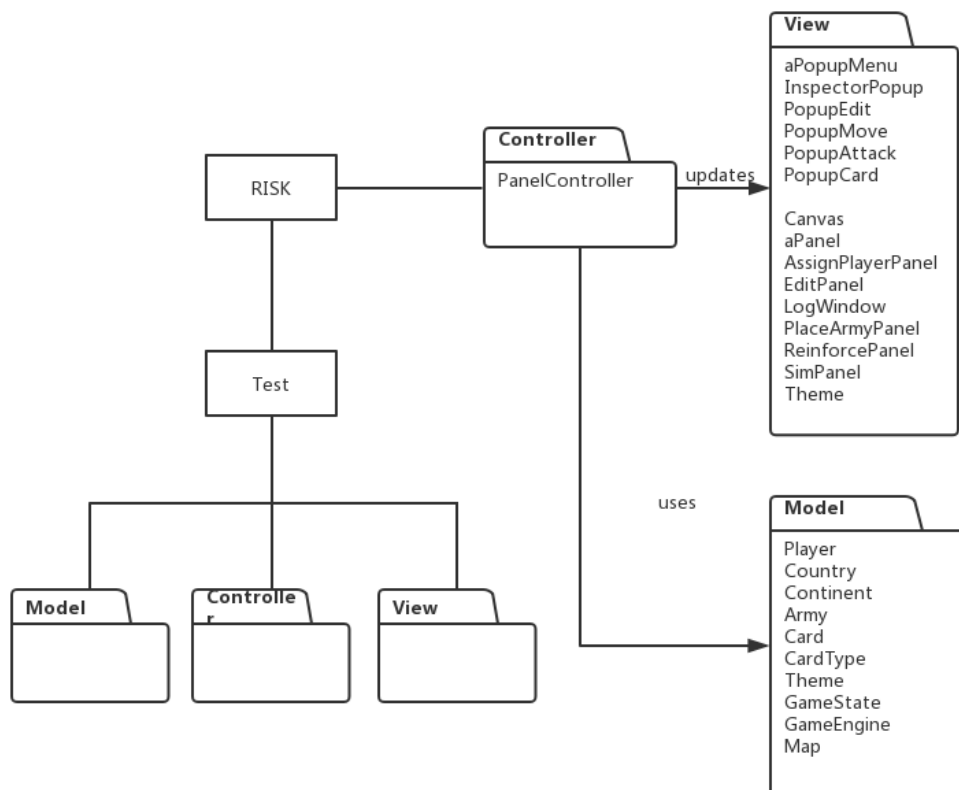 View
aPopupMenu
InspectorPopup
PopupEdit
PopupMove
PopupAttack
PopupCard
Canvas
aPanel
AssignPlayerPanel
EditPanel
LogWindow
PlaceArmyPanel
ReinforcePanel
SimPanel
Theme
Controller
PanelController
updates
RISK
Test
uses
Model
Player
Country
Continent
Army
Card
CardType
Theme
GameState
GameEngine
Map
Model
Controlle
r
View